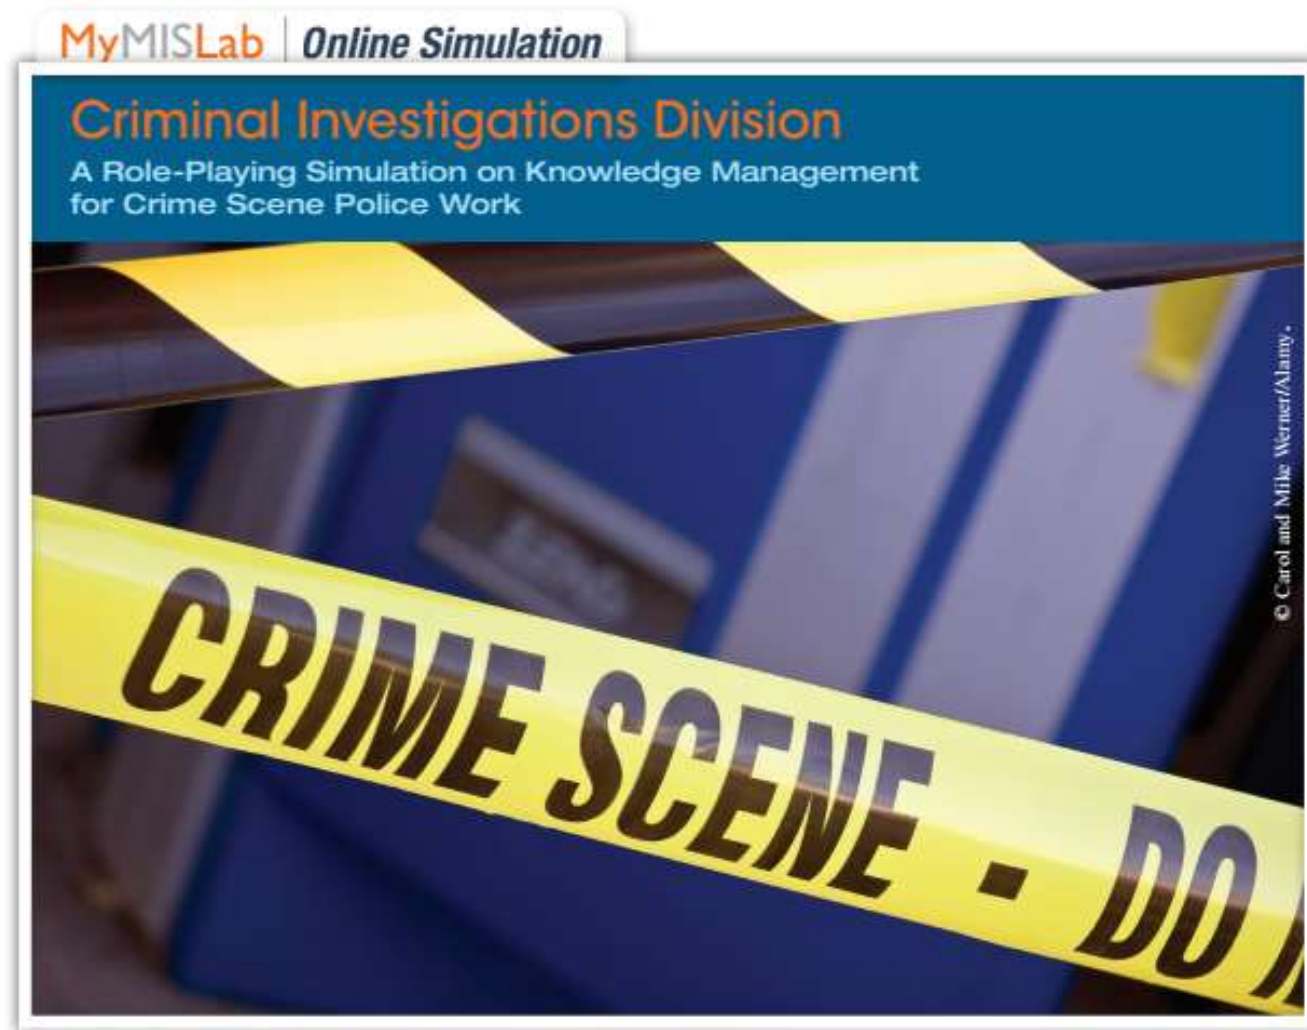 MyMISLab | Online Simulation
Criminal Investigations Division
A Role-Playing Simulation on Knowledge Management
for Crime Scene Police Work
© Carol and Mike Werner/Alamy.
CRIME SCENE - DO